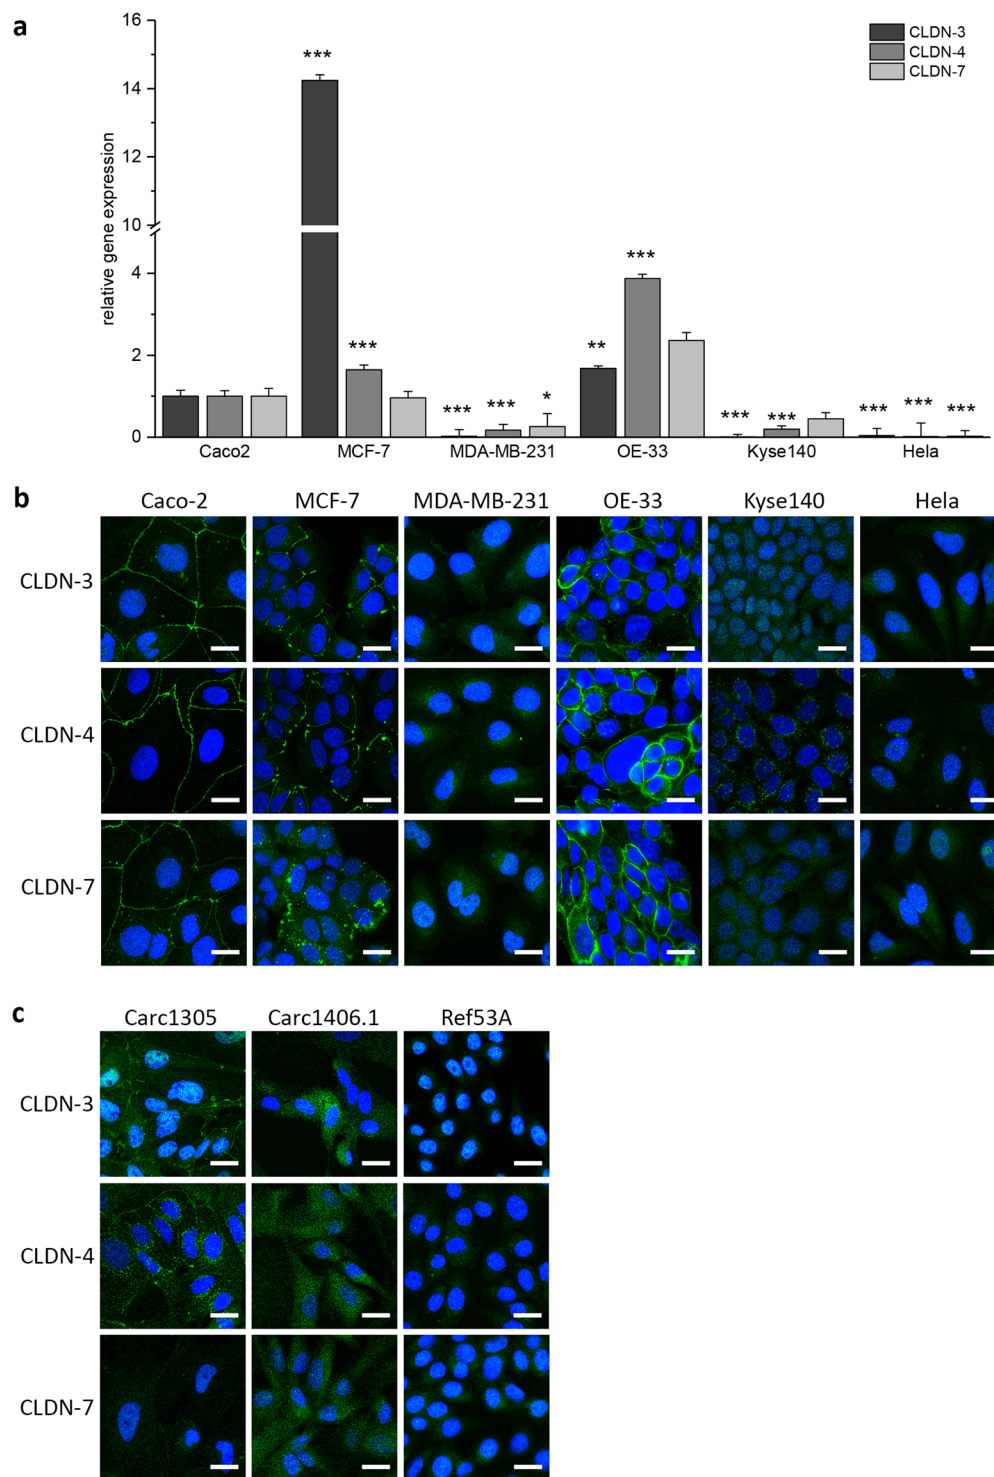 a
16
14
12
10
4
2
0
relative gene expression
CLDN-3
CLDN-4
CLDN-7
***
***
***
***
*
**
***
***
***
***
***
***
Caco2
MCF-7
MDA-MB-231
OE-33
Kyse140
Hela
b
Caco-2
MCF-7
MDA-MB-231
OE-33
Kyse140
Hela
CLDN-3
CLDN-4
CLDN-7
c
Carc1305
Carc1406.1
Ref53A
CLDN-3
CLDN-4
CLDN-7